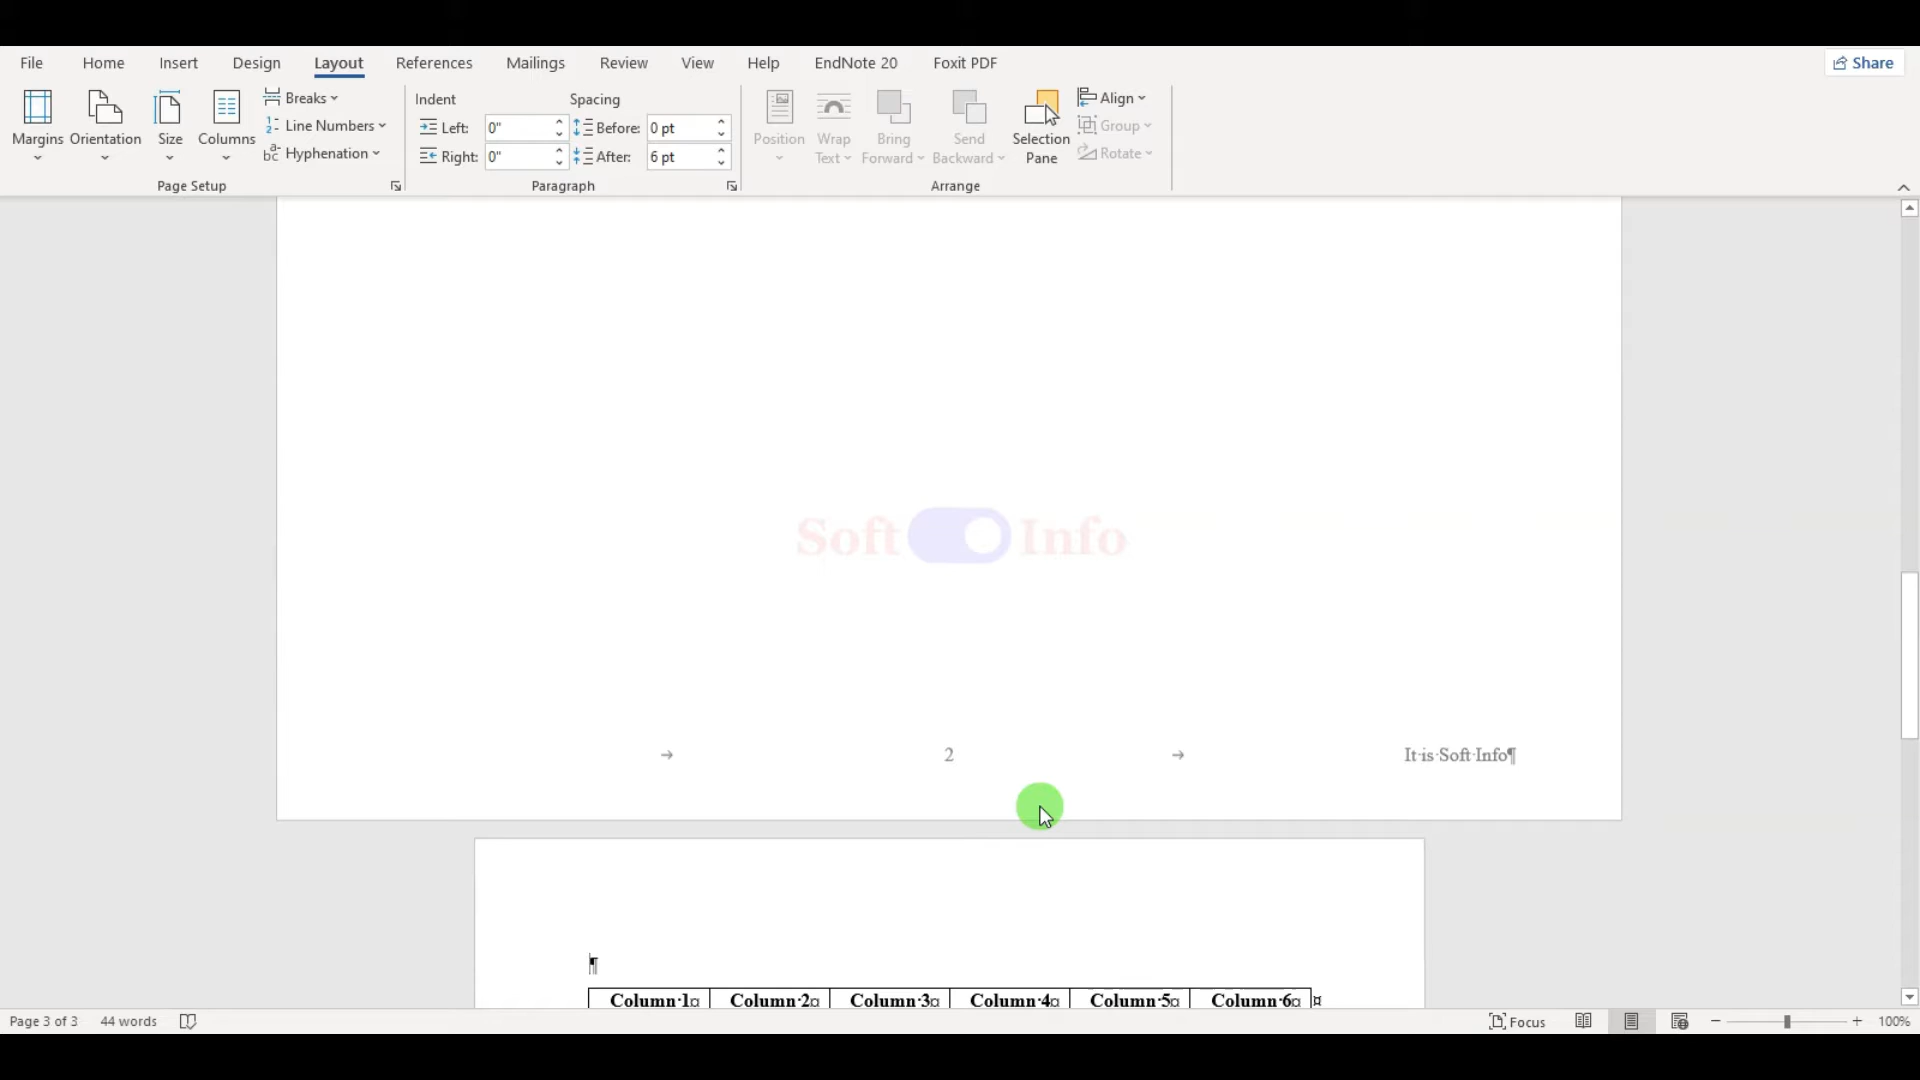 File Home Insert Design Layout References Mailings Review View Help EndNote 20 Foxit PDF Share
Margins Orientation Size Columns
Breaks
Line Numbers
Hyphenation
Page Setup
Indent Spacing
Left: 0" Before: 0 pt
Right: 0" After: 6 pt
Paragraph
Position
Wrap
Text
Bring
Forward
Send
Backward
Selection
Pane
Align
Group
Rotate
Arrange
Soft Info
→ 2 → It·is·Soft·Info¶
¶
Column·1¤ Column·2¤ Column·3¤ Column·4¤ Column·5¤ Column·6¤ ¤
Page 3 of 3 44 words Focus − + 100%